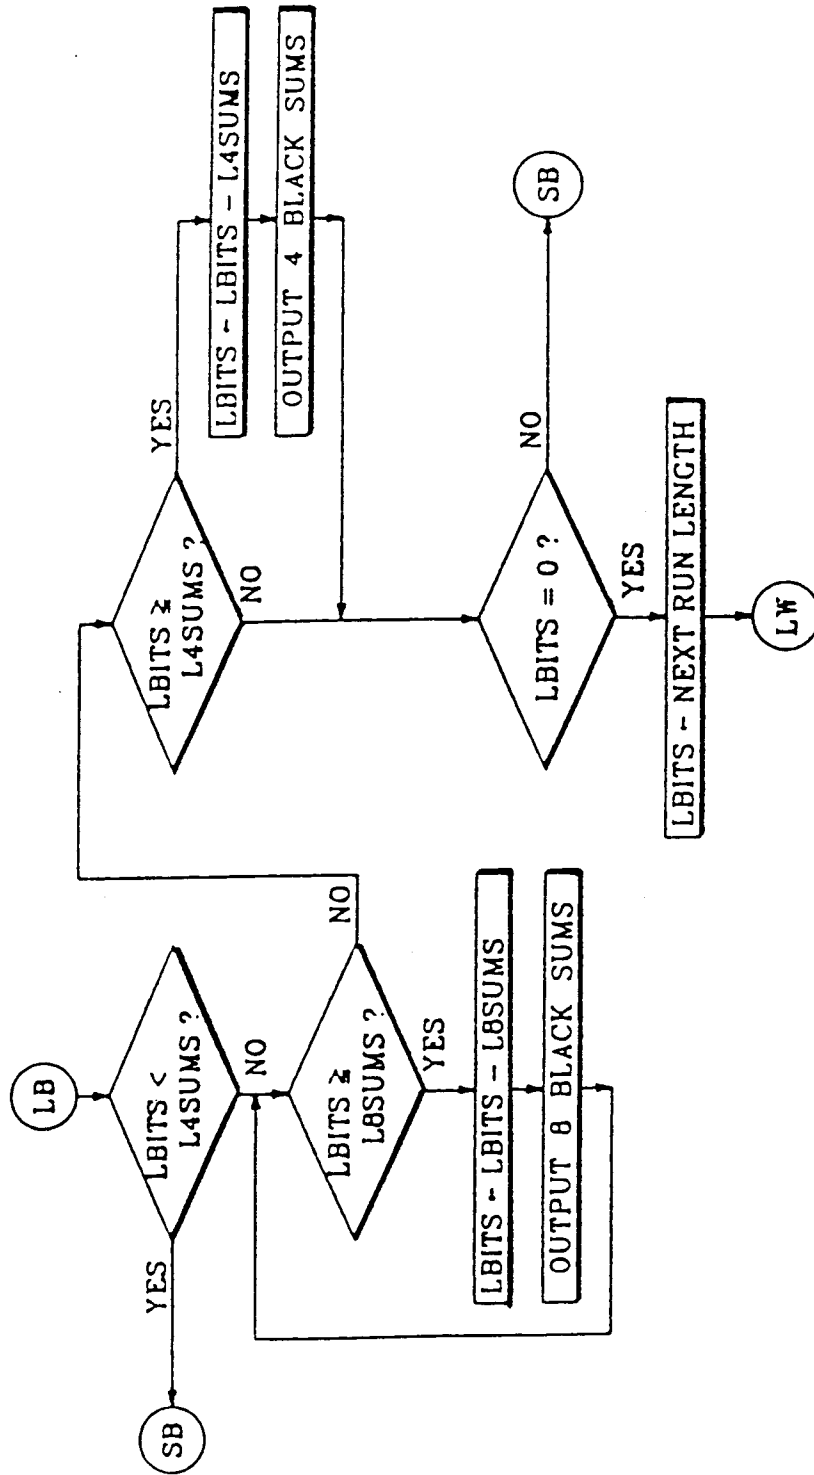 LB
LBITS <
L4SUMS ?
YES
SB
NO
LBITS ≥
L8SUMS ?
NO
YES
LBITS - LBITS - L8SUMS
OUTPUT 8 BLACK SUMS
LBITS ≥
L4SUMS ?
YES
LBITS - LBITS - L4SUMS
OUTPUT 4 BLACK SUMS
NO
LBITS = 0 ?
NO
SB
YES
LBITS - NEXT RUN LENGTH
LW